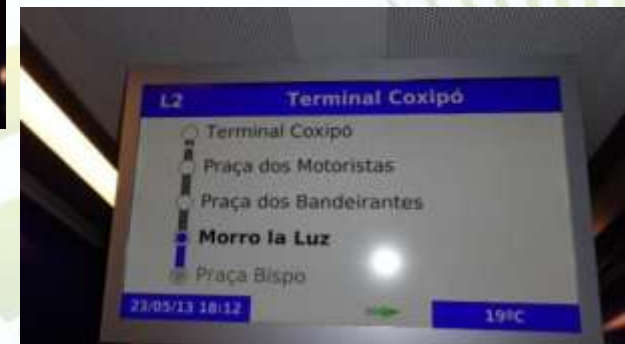 L2 Terminal Coxipó
Terminal Coxipó
Praça dos Motoristas
Praça dos Bandeirantes
Morro la Luz
Praça Bispo
23/05/13 18:12 19ºC